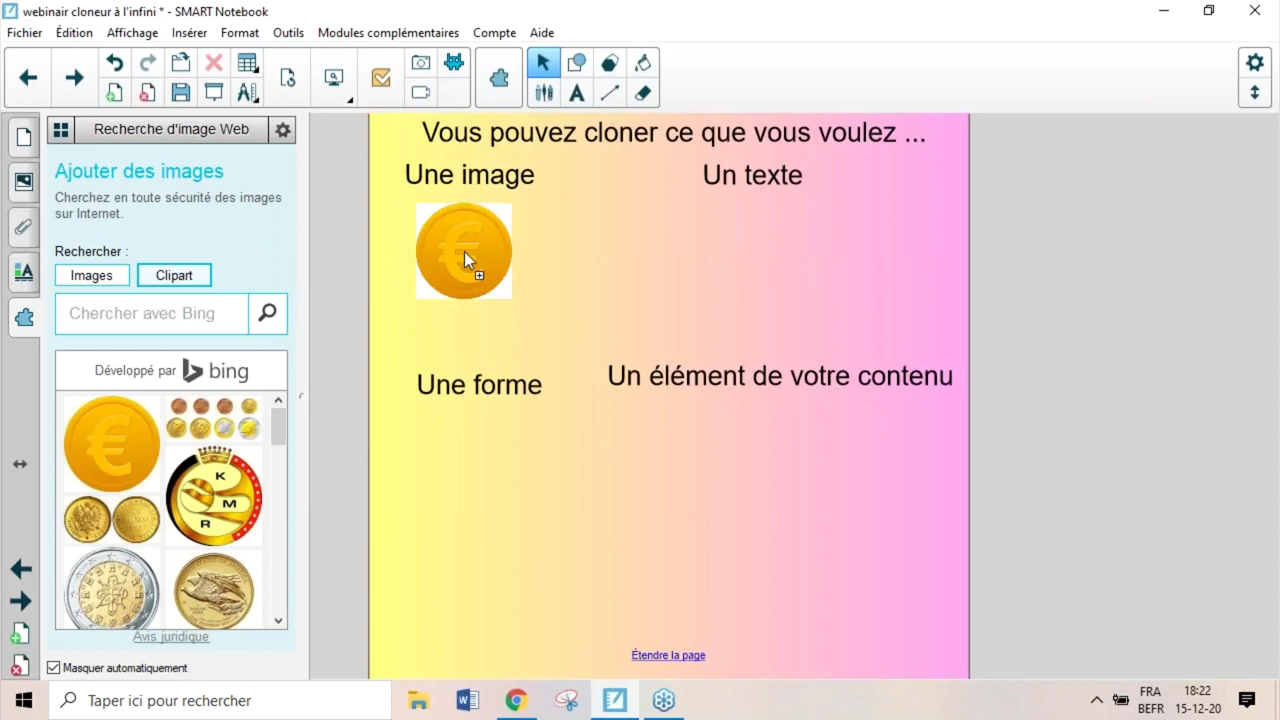 webinair cloneur à l'infini * - SMART Notebook
Fichier Édition Affichage Insérer Format Outils Modules complémentaires Compte Aide
Recherche d'image Web
Ajouter des images
Cherchez en toute sécurité des images
sur Internet.
Rechercher :
Images Clipart
Chercher avec Bing
Développé par bing
K
M
R
Avis juridique
Masquer automatiquement
Vous pouvez cloner ce que vous voulez ...
Une image
Un texte
Une forme
Un élément de votre contenu
Étendre la page
Taper ici pour rechercher
FRA 18:22
BEFR 15-12-20